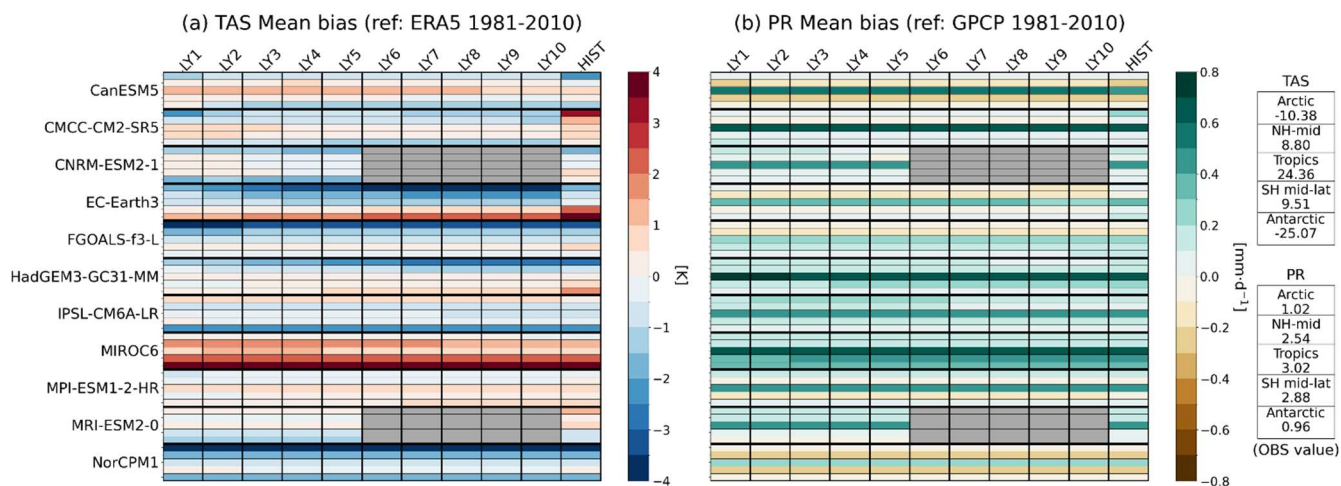 (a) TAS Mean bias (ref: ERA5 1981-2010)
LY1 LY2 LY3 LY4 LY5 LY6 LY7 LY8 LY9 LY10 HIST
CanESM5
CMCC-CM2-SR5
CNRM-ESM2-1
EC-Earth3
FGOALS-f3-L
HadGEM3-GC31-MM
IPSL-CM6A-LR
MIROC6
MPI-ESM1-2-HR
MRI-ESM2-0
NorCPM1
4
3
2
1
0
−1
−2
−3
−4
[K]
(b) PR Mean bias (ref: GPCP 1981-2010)
LY1 LY2 LY3 LY4 LY5 LY6 LY7 LY8 LY9 LY10 HIST
0.8
0.6
0.4
0.2
0.0
−0.2
−0.4
−0.6
−0.8
[mm·d⁻¹]
TAS
Arctic
-10.38
NH-mid
8.80
Tropics
24.36
SH mid-lat
9.51
Antarctic
-25.07
PR
Arctic
1.02
NH-mid
2.54
Tropics
3.02
SH mid-lat
2.88
Antarctic
0.96
(OBS value)